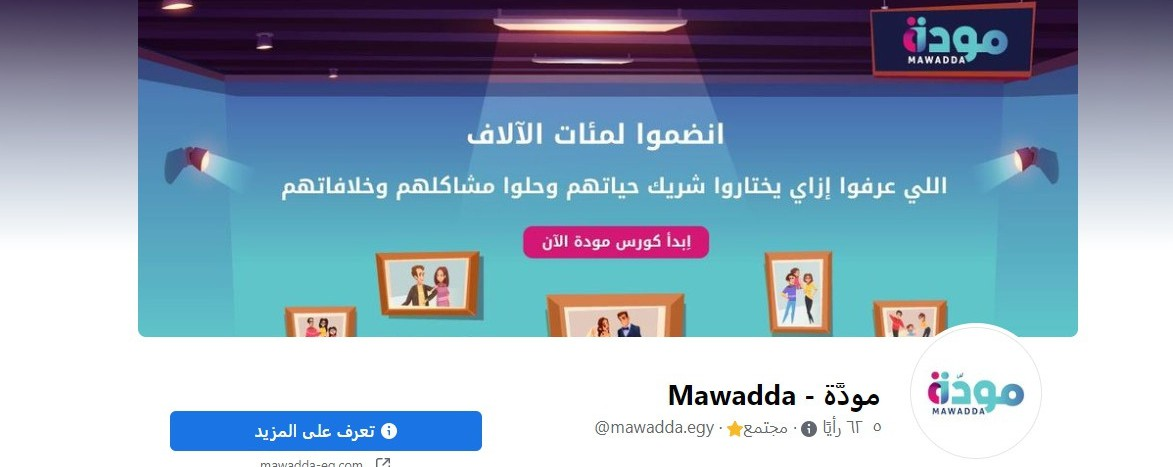 مودة
MAWADDA
انضموا لمئات الآلاف
اللي عرفوا إزاي يختاروا شريك حياتهم وحلوا مشاكلهم وخلافاتهم
إبدأ كورس مودة الآن
مودّة
MAWADDA
مودَّة - Mawadda
٥ ⭐ ٦٢ رأيًا · مجتمع · @mawadda.egy
تعرف على المزيد
mawadda-eg.com